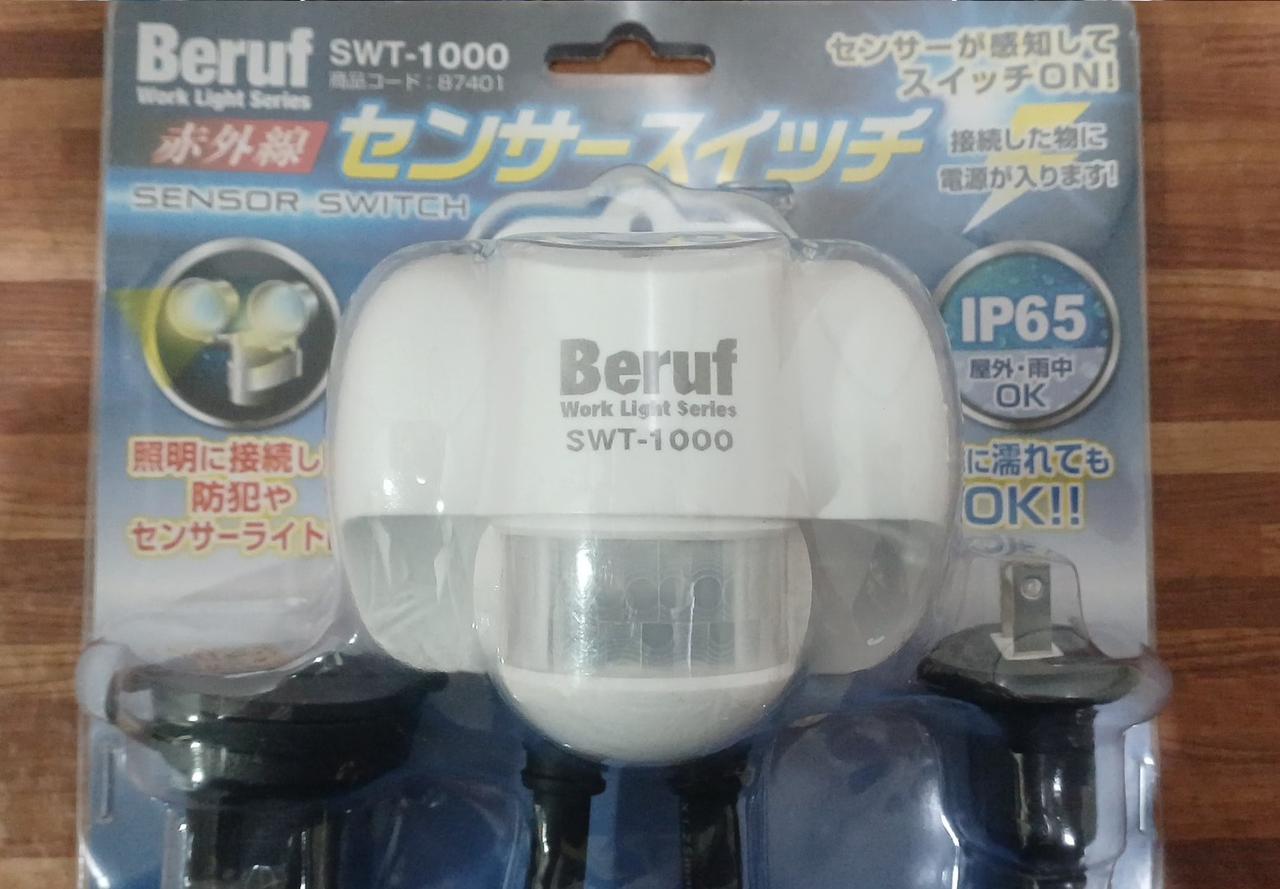 Beruf
Work Light Series
SWT-1000
商品コード:87401
センサーが感知して
スイッチON!
赤外線
センサースイッチ
SENSOR SWITCH
接続した物に
電源が入ります!
IP65
屋外・雨中
OK
Beruf
Work Light Series
SWT-1000
照明に接続し
防犯や
センサーライト
に濡れても
OK!!